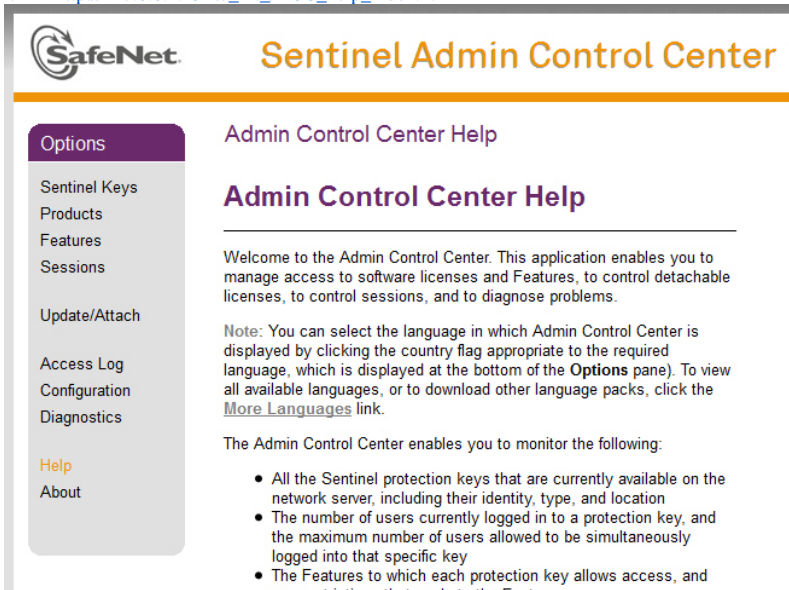 SafeNet.
Sentinel Admin Control Center
Options
Sentinel Keys
Products
Features
Sessions
Update/Attach
Access Log
Configuration
Diagnostics
Help
About
Admin Control Center Help
Admin Control Center Help
Welcome to the Admin Control Center. This application enables you to
manage access to software licenses and Features, to control detachable
licenses, to control sessions, and to diagnose problems.
Note: You can select the language in which Admin Control Center is
displayed by clicking the country flag appropriate to the required
language, which is displayed at the bottom of the Options pane). To view
all available languages, or to download other language packs, click the
More Languages link.
The Admin Control Center enables you to monitor the following:
● All the Sentinel protection keys that are currently available on the
network server, including their identity, type, and location
● The number of users currently logged in to a protection key, and
the maximum number of users allowed to be simultaneously
logged into that specific key
● The Features to which each protection key allows access, and